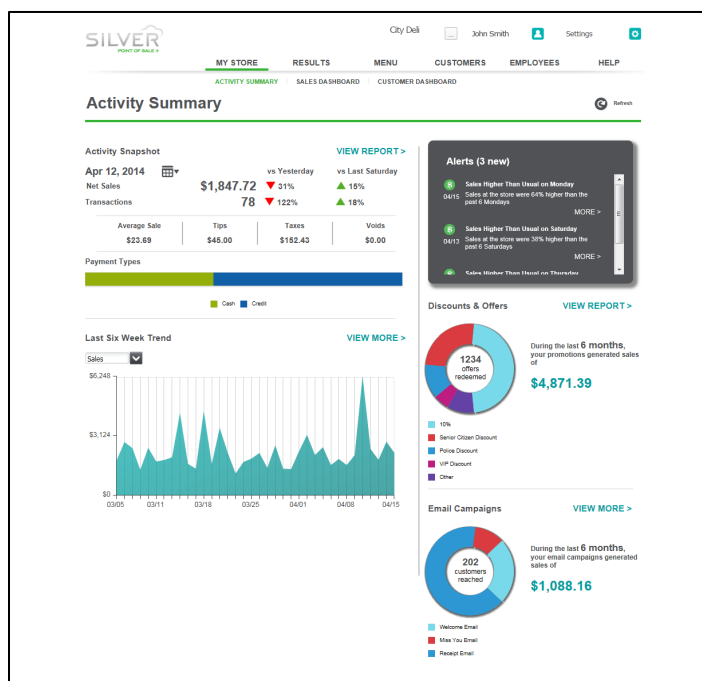 City Deli
John Smith
Settings
SILVER
POINT OF SALE
MY STORE RESULTS MENU CUSTOMERS EMPLOYEES HELP
ACTIVITY SUMMARY SALES DASHBOARD CUSTOMER DASHBOARD
Activity Summary
Refresh
Activity Snapshot VIEW REPORT >
Apr 12, 2014 vs Yesterday vs Last Saturday
Net Sales $1,847.72 31% 15%
Transactions 78 122% 18%
Average Sale Tips Taxes Voids
$23.69 $45.00 $152.43 $0.00
Payment Types
Cash Credit
Last Six Week Trend VIEW MORE >
Sales
$6,248
$3,124
$0
03/05 03/11 03/18 03/25 04/01 04/08 04/15
Alerts (3 new)
$ Sales Higher Than Usual on Monday
04/15 Sales at the store were 64% higher than the
past 6 Mondays
MORE >
$ Sales Higher Than Usual on Saturday
04/13 Sales at the store were 38% higher than the
past 6 Saturdays
MORE >
Sales Higher Than Usual on Thursday
Discounts & Offers VIEW REPORT >
1234
offers
redeemed
During the last 6 months,
your promotions generated sales
of
$4,871.39
10%
Senior Citizen Discount
Police Discount
VIP Discount
Other
Email Campaigns VIEW MORE >
202
customers
reached
During the last 6 months,
your email campaigns generated
sales of
$1,088.16
Welcome Email
Miss You Email
Receipt Email